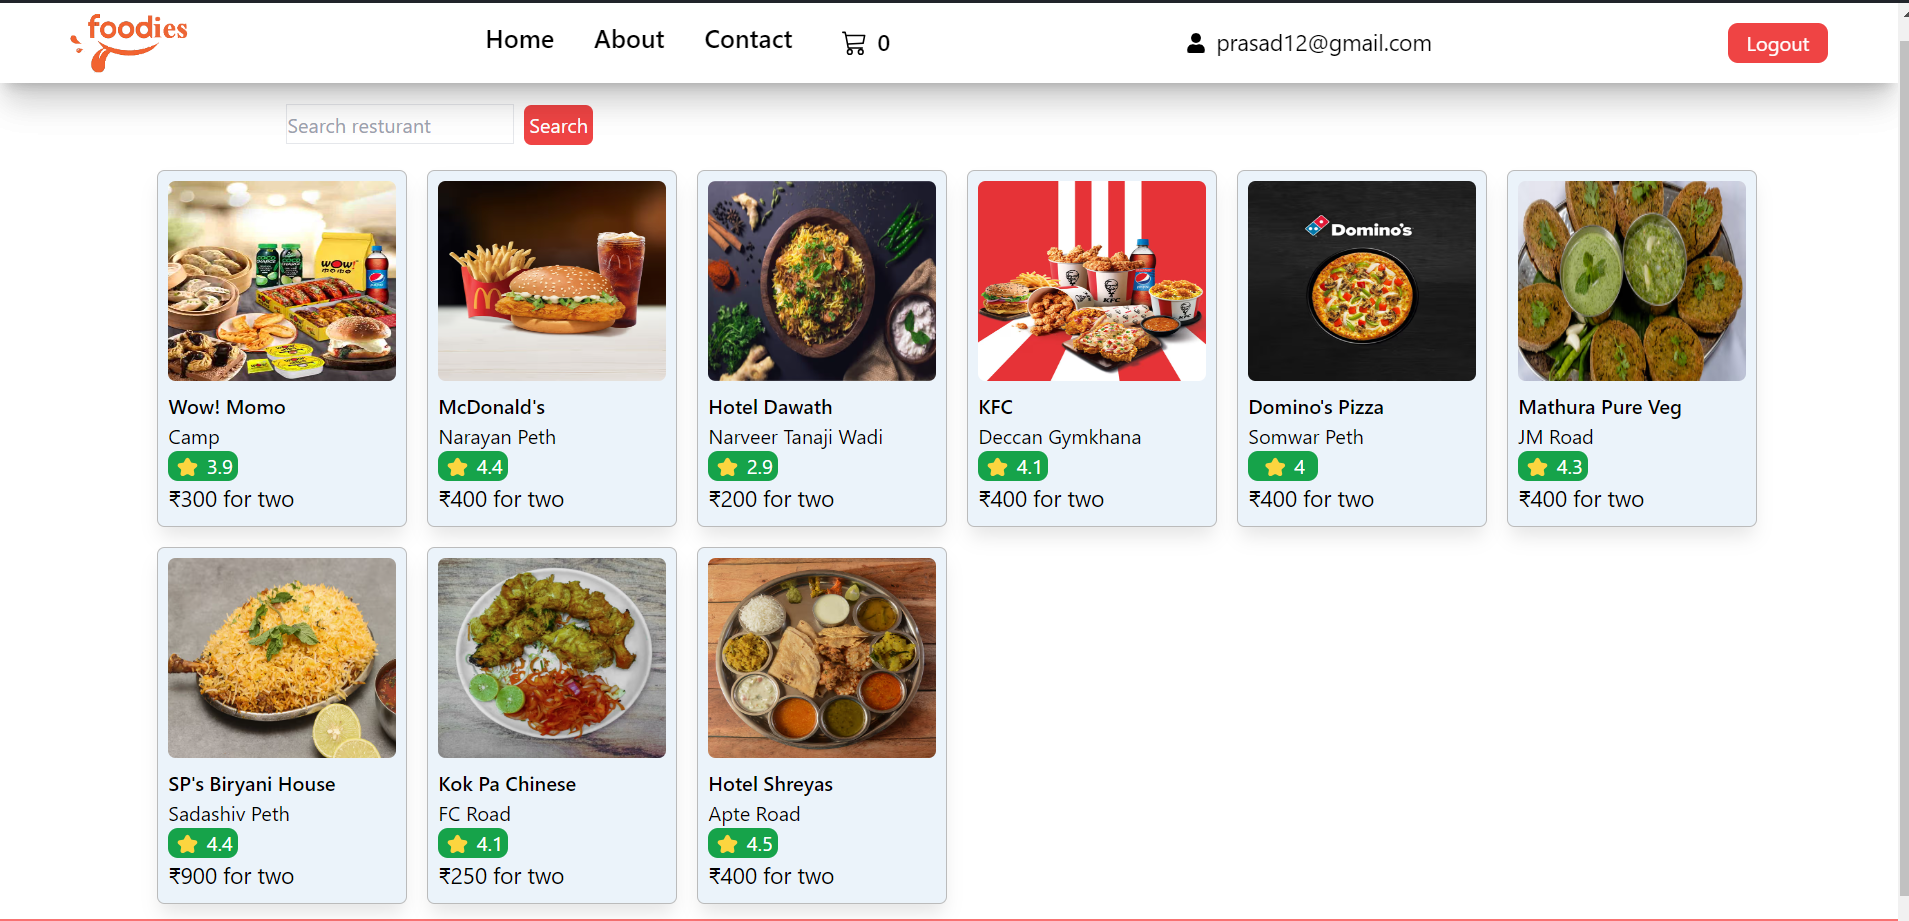 foodies
Home About Contact 0 prasad12@gmail.com Logout
Search resturant Search
WOW! MOMO
KFC
Domino's
Wow! Momo
Camp
3.9
₹300 for two
McDonald's
Narayan Peth
4.4
₹400 for two
Hotel Dawath
Narveer Tanaji Wadi
2.9
₹200 for two
KFC
Deccan Gymkhana
4.1
₹400 for two
Domino's Pizza
Somwar Peth
4
₹400 for two
Mathura Pure Veg
JM Road
4.3
₹400 for two
SP's Biryani House
Sadashiv Peth
4.4
₹900 for two
Kok Pa Chinese
FC Road
4.1
₹250 for two
Hotel Shreyas
Apte Road
4.5
₹400 for two